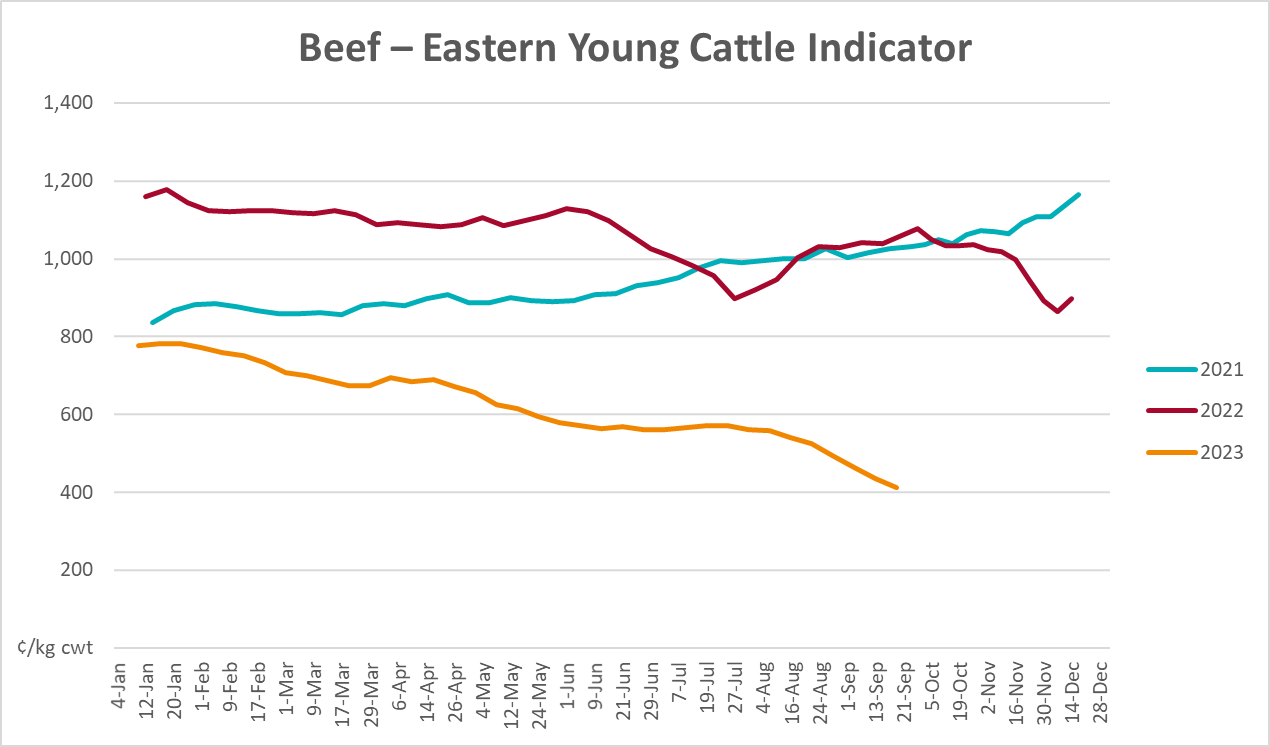 Beef – Eastern Young Cattle Indicator
1,400
1,200
1,000
800
600
400
200
¢/kg cwt
4-Jan
12-Jan
20-Jan
1-Feb
9-Feb
17-Feb
1-Mar
9-Mar
17-Mar
29-Mar
6-Apr
14-Apr
26-Apr
4-May
12-May
24-May
1-Jun
9-Jun
21-Jun
29-Jun
7-Jul
19-Jul
27-Jul
4-Aug
16-Aug
24-Aug
1-Sep
13-Sep
21-Sep
5-Oct
19-Oct
2-Nov
16-Nov
30-Nov
14-Dec
28-Dec
2021
2022
2023